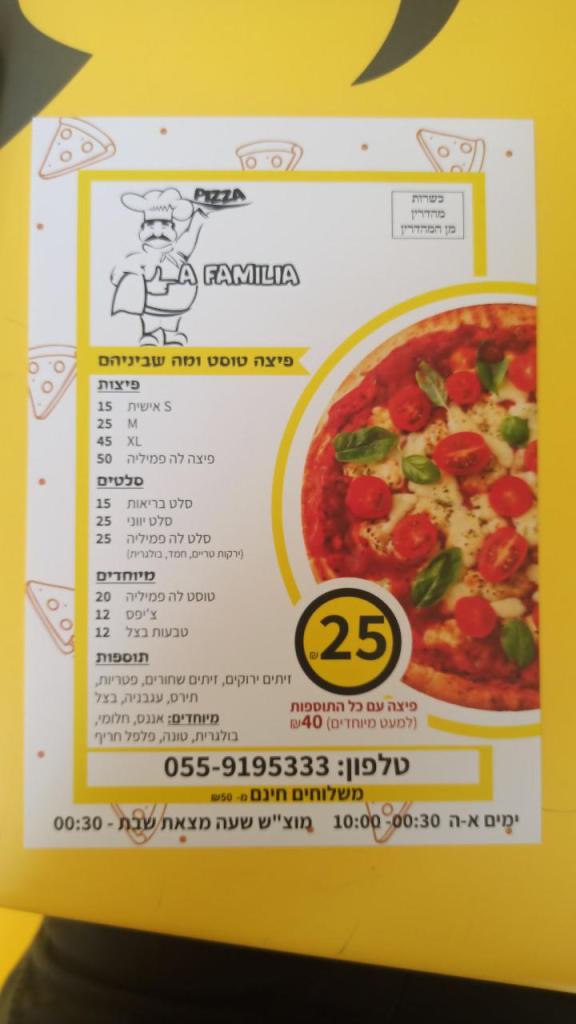 PIZZA
LA FAMILIA
כשרות
מהדרין
מן המהדרין
פיצה טוסט ומה שביניהם
פיצות
S אישית 15
M 25
XL 45
פיצה לה פמיליה 50
סלטים
סלט בריאות 15
סלט יווני 25
סלט לה פמיליה 25
(ירקות טריים, חמד, בולגרית)
מיוחדים
טוסט לה פמיליה 20
צ'יפס 12
טבעות בצל 12
תוספות
זיתים ירוקים, זיתים שחורים, פטריות,
תירס, עגבניה, בצל
מיוחדים: אננס, חלומי,
בולגרית, טונה, פלפל חריף
25 ₪
פיצה עם כל התוספות
(למעט מיוחדים) 40₪
טלפון: 055-9195333
משלוחים חינם מ- 50₪
ימים א-ה 10:00 -00:30 מוצ"ש שעה מצאת שבת - 00:30